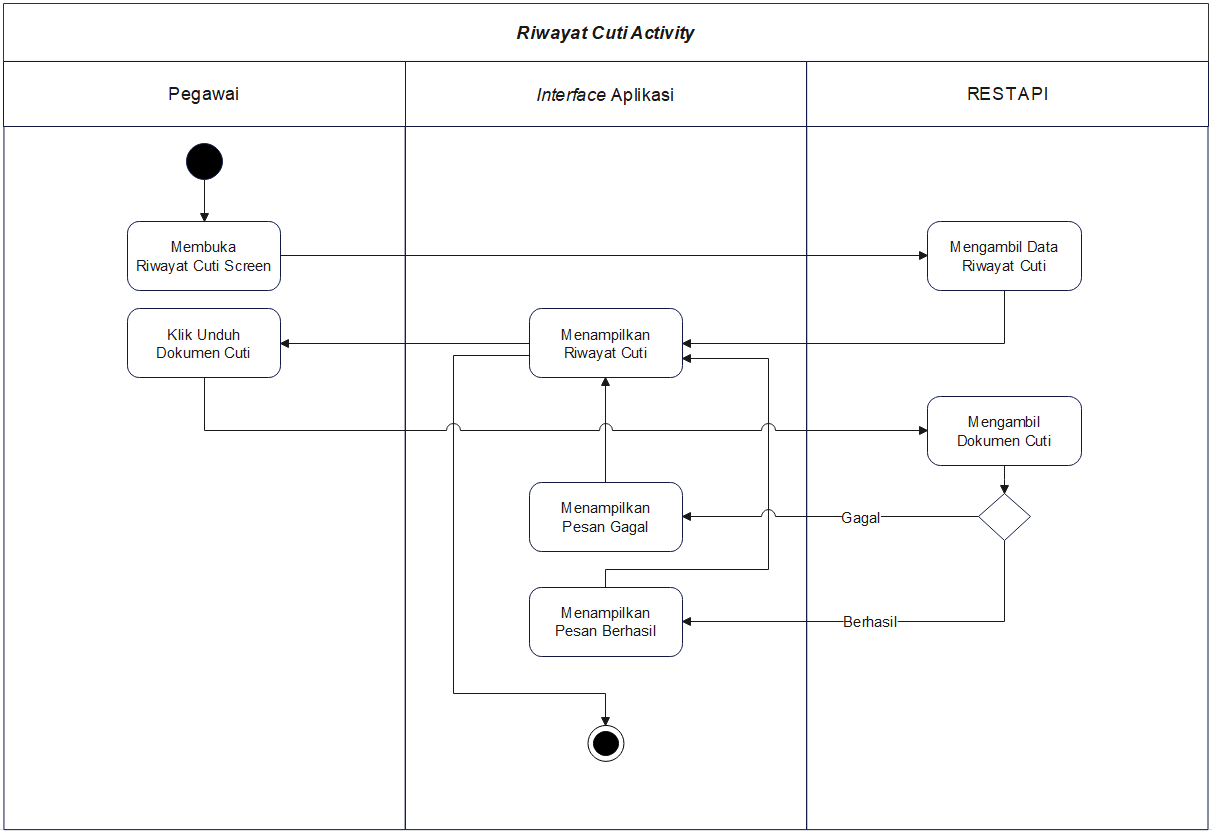 Riwayat Cuti Activity
Pegawai
Interface Aplikasi
RESTAPI
Membuka
Riwayat Cuti Screen
Mengambil Data
Riwayat Cuti
Klik Unduh
Dokumen Cuti
Menampilkan
Riwayat Cuti
Mengambil
Dokumen Cuti
Menampilkan
Pesan Gagal
Gagal
Menampilkan
Pesan Berhasil
Berhasil